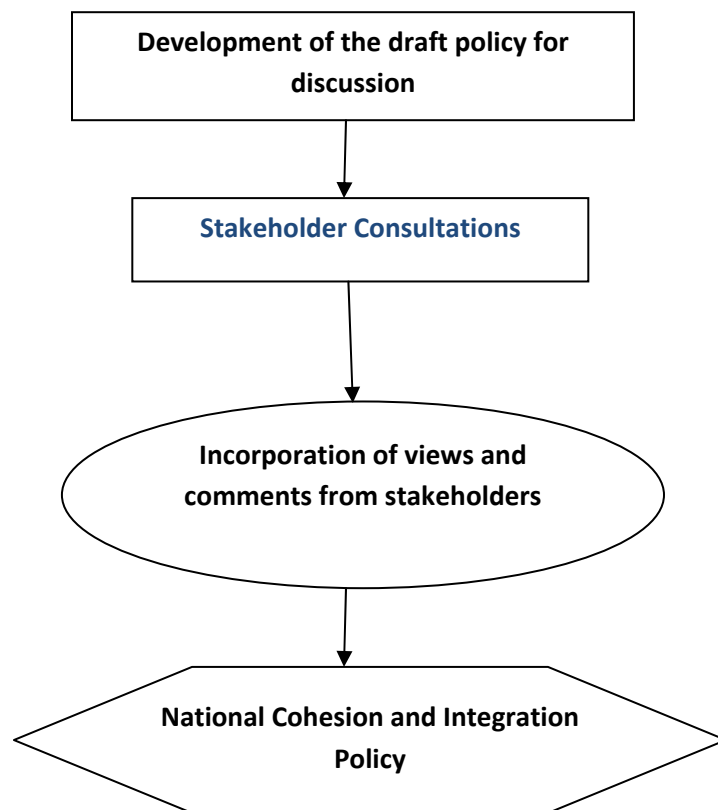 Development of the draft policy for
discussion
Stakeholder Consultations
Incorporation of views and
comments from stakeholders
National Cohesion and Integration
Policy